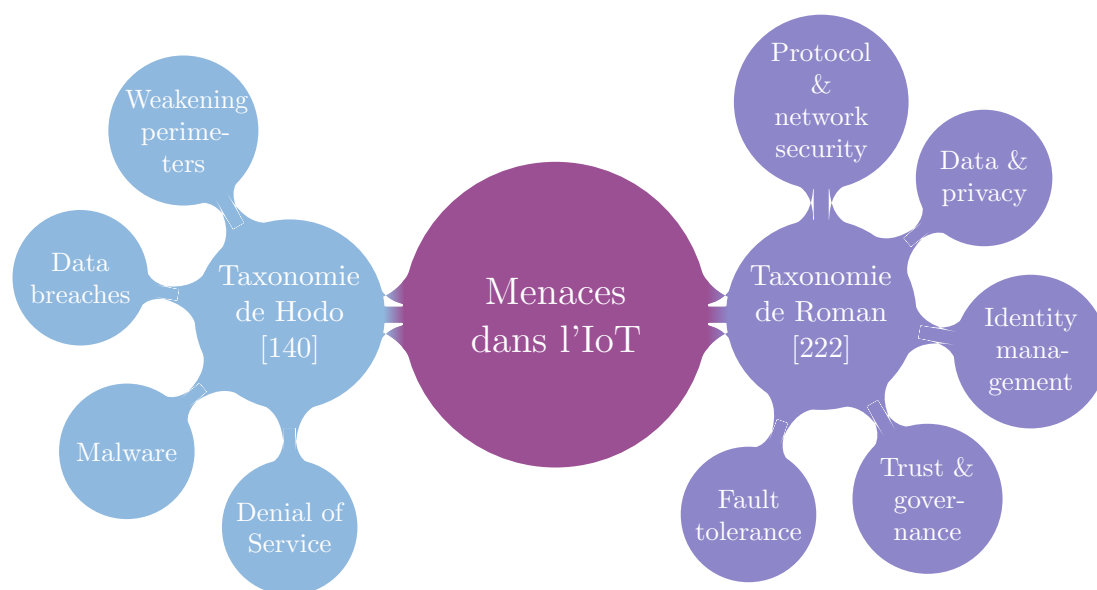 Menaces
dans l'IoT
Taxonomie
de Hodo
[140]
Weakening
perime-
ters
Data
breaches
Malware
Denial of
Service
Taxonomie
de Roman
[222]
Protocol
&
network
security
Data &
privacy
Identity
mana-
gement
Trust &
gover-
nance
Fault
tolerance